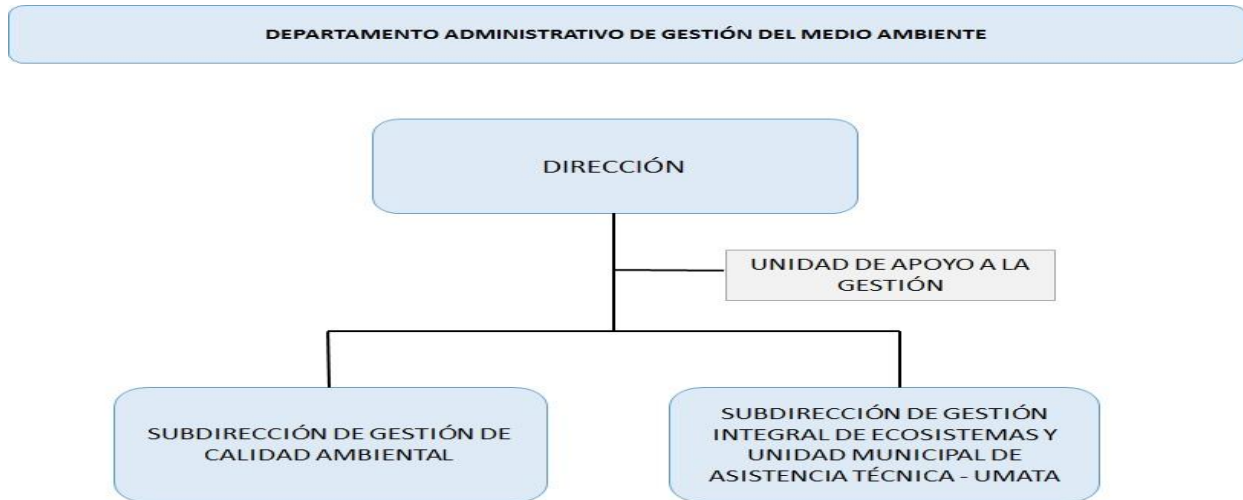 DEPARTAMENTO ADMINISTRATIVO DE GESTIÓN DEL MEDIO AMBIENTE
DIRECCIÓN
UNIDAD DE APOYO A LA
GESTIÓN
SUBDIRECCIÓN DE GESTIÓN DE
CALIDAD AMBIENTAL
SUBDIRECCIÓN DE GESTIÓN
INTEGRAL DE ECOSISTEMAS Y
UNIDAD MUNICIPAL DE
ASISTENCIA TÉCNICA - UMATA